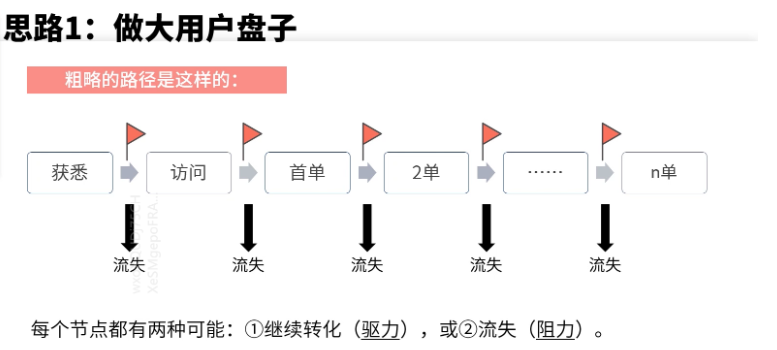 思路1：做大用户盘子
粗略的路径是这样的：
获悉 访问 首单 2单 …… n单
流失 流失 流失 流失 流失
每个节点都有两种可能：①继续转化（驱力），或②流失（阻力）。